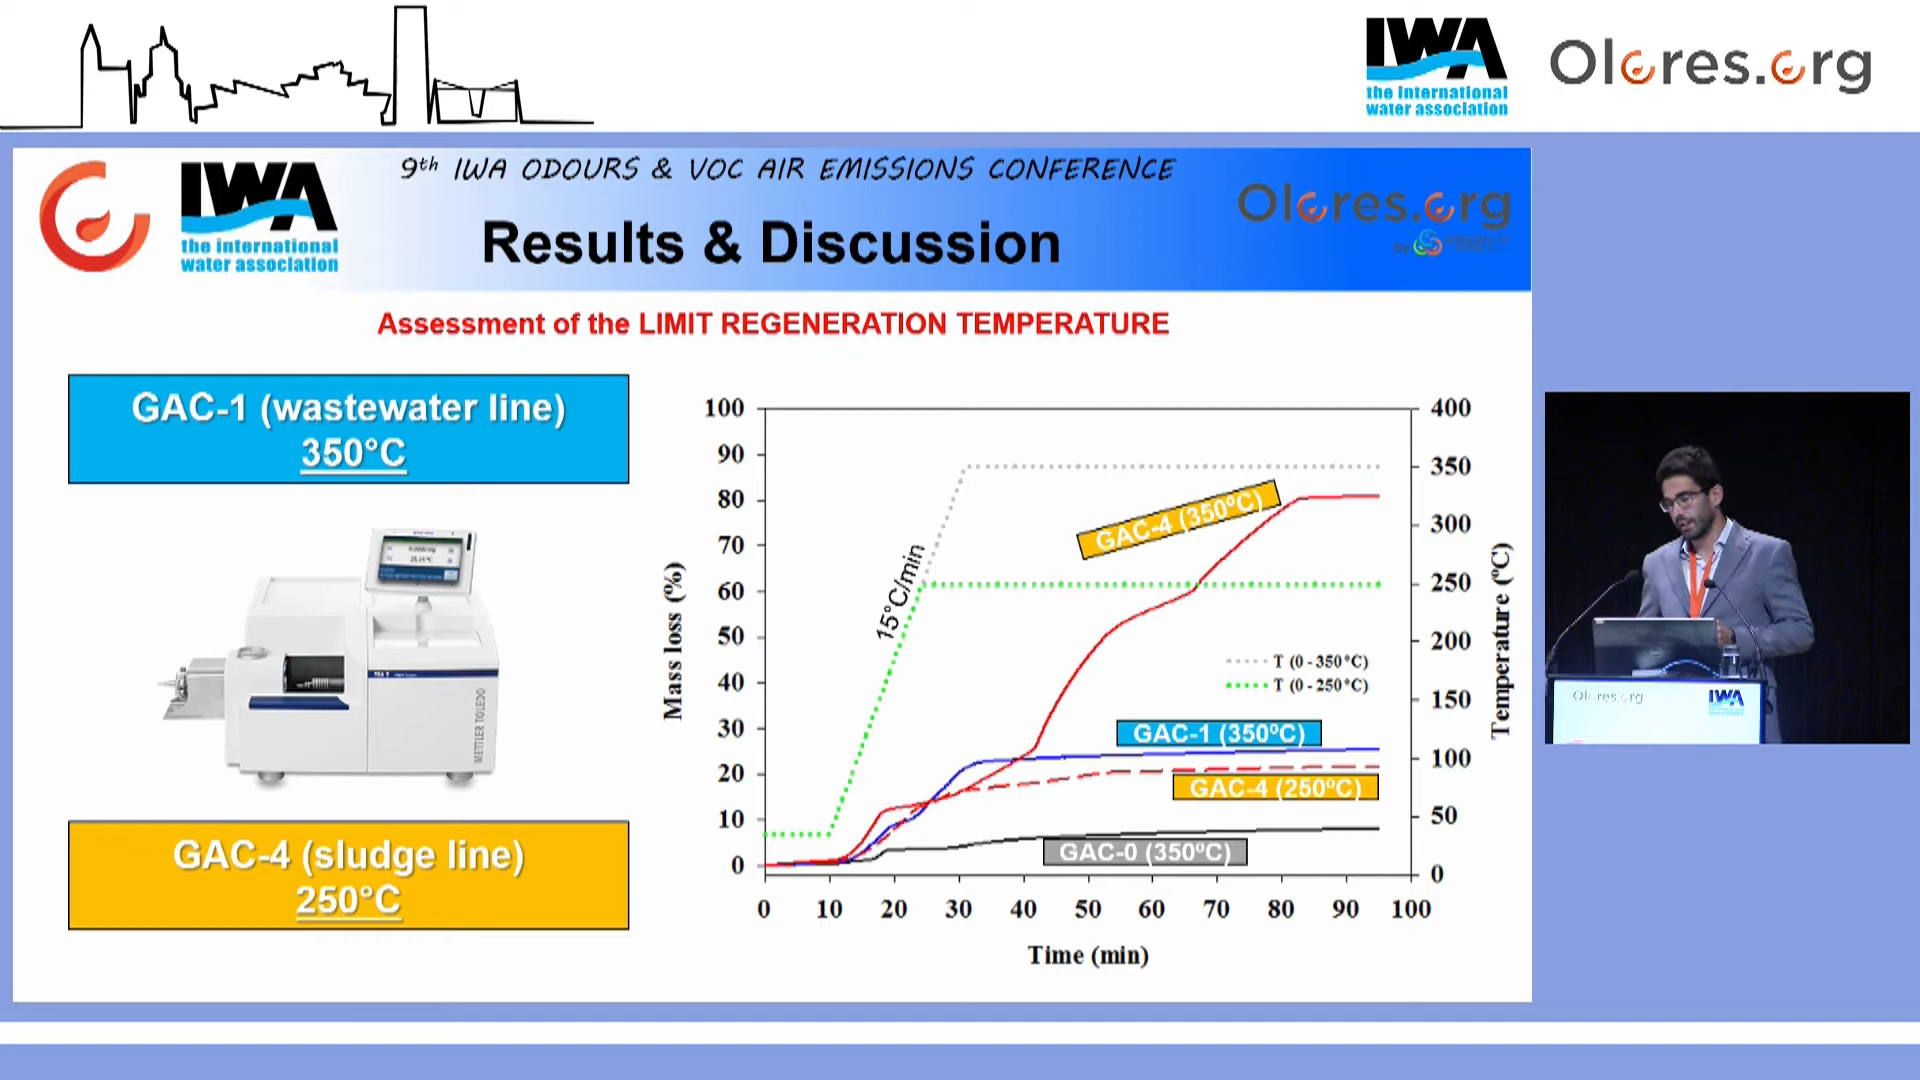 IWA
the international
water association
Olores.org
9th IWA ODOURS & VOC AIR EMISSIONS CONFERENCE
IWA
the international
water association
Results & Discussion
Olores.org
by
Assessment of the LIMIT REGENERATION TEMPERATURE
GAC-1 (wastewater line)
350°C
METTLER TOLEDO
GAC-4 (sludge line)
250°C
100
90
80
70
60
50
40
30
20
10
0
Mass loss (%)
15°C/min
GAC-4 (350ºC)
T (0 - 350°C)
T (0 - 250°C)
GAC-1 (350ºC)
GAC-4 (250ºC)
GAC-0 (350ºC)
400
350
300
250
200
150
100
50
0
Temperature (ºC)
0 10 20 30 40 50 60 70 80 90 100
Time (min)
Olores.org
IWA